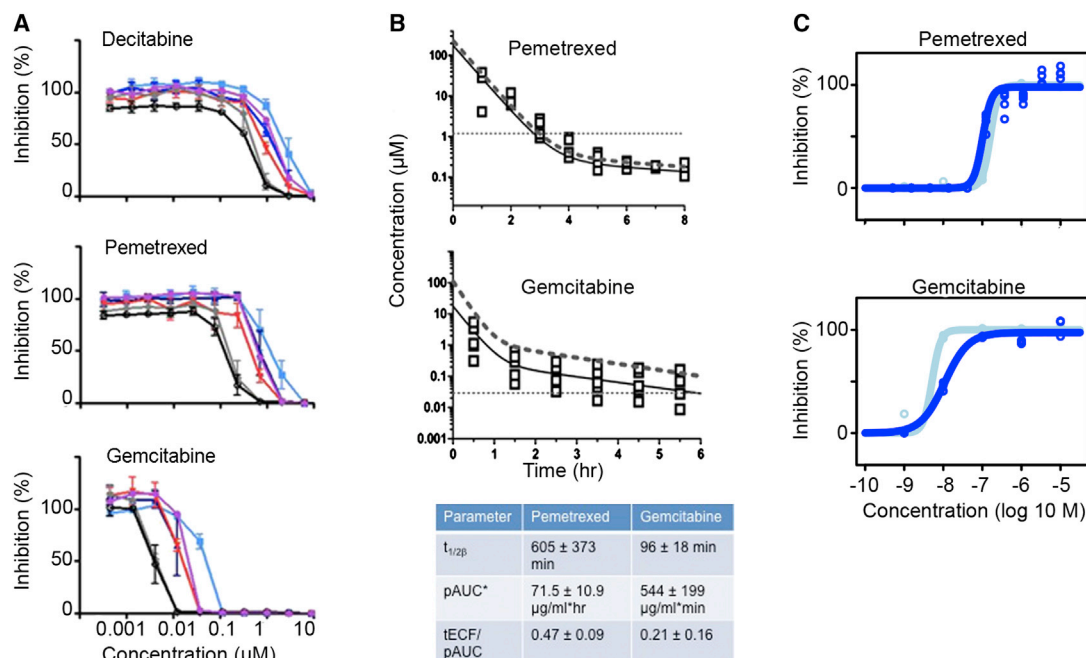 A
Decitabine
Inhibition (%)
100
50
0
Pemetrexed
Inhibition (%)
100
50
0
Gemcitabine
Inhibition (%)
100
50
0
0.001 0.01 0.1 1 10
Concentration (µM)
B
Pemetrexed
Concentration (µM)
100
10
1
0.1
0 2 4 6 8
Gemcitabine
100
10
1
0.1
0.01
0.001
0 1 2 3 4 5 6
Time (hr)
Parameter Pemetrexed Gemcitabine
t1/2β 605 ± 373 min 96 ± 18 min
pAUC* 71.5 ± 10.9 µg/ml*hr 544 ± 199 µg/ml*min
tECF/pAUC 0.47 ± 0.09 0.21 ± 0.16
C
Pemetrexed
Inhibition (%)
100
0
Gemcitabine
Inhibition (%)
100
0
-10 -9 -8 -7 -6 -5
Concentration (log 10 M)